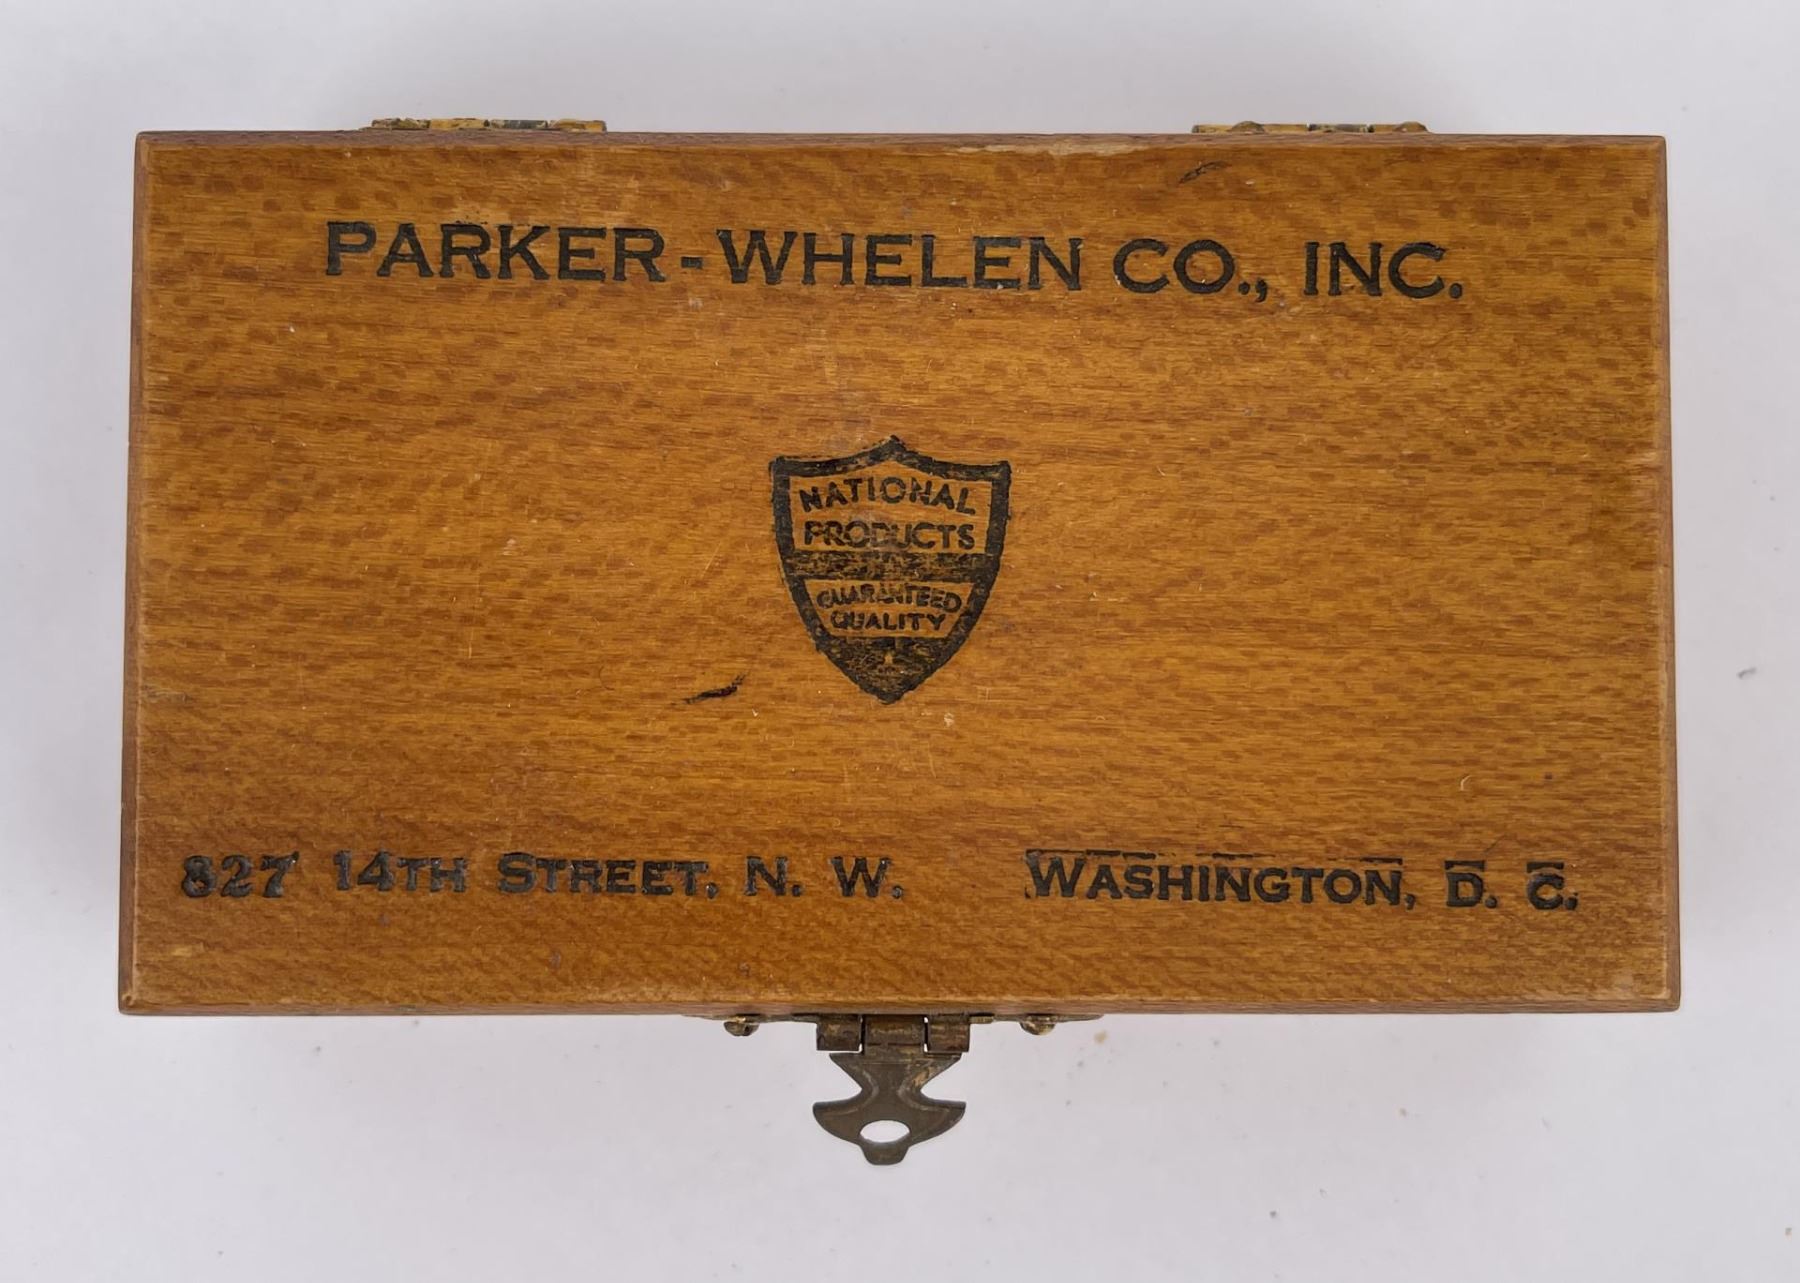 PARKER-WHELEN CO., INC.
NATIONAL
PRODUCTS
GUARANTEED
QUALITY
827 14TH STREET, N. W. WASHINGTON, D. C.